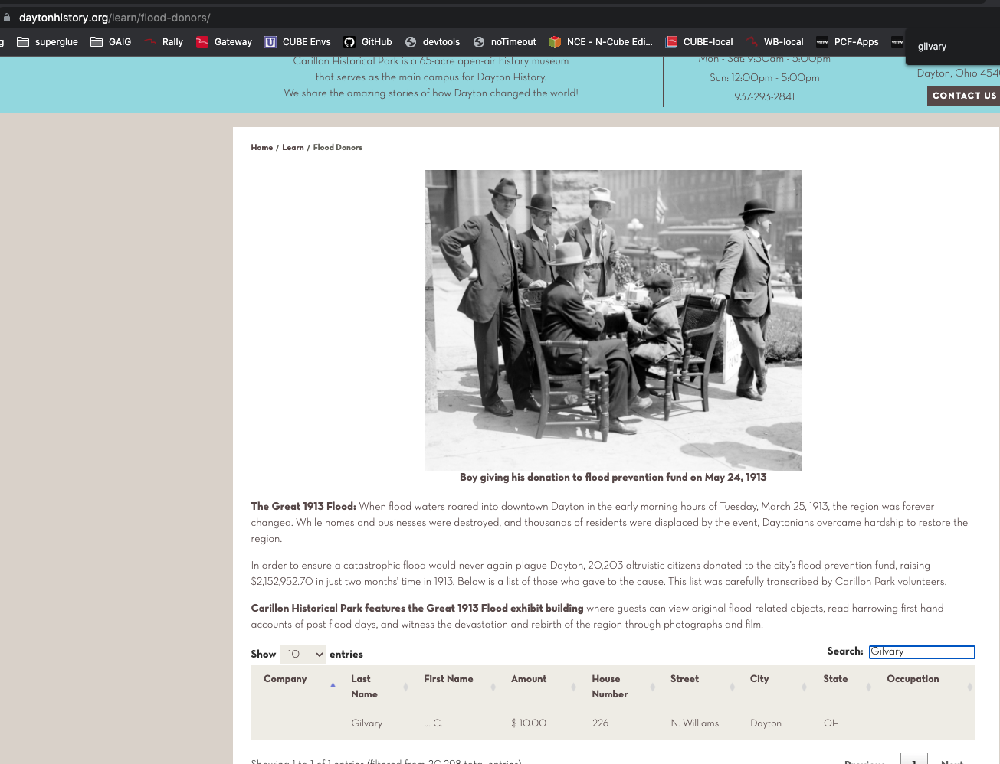 daytonhistory.org/learn/flood-donors/
g superglue GAIG Rally Gateway CUBE Envs GitHub devtools noTimeout NCE - N-Cube Edi... CUBE-local WB-local vmw PCF-Apps vmw
gilvary
Carillon Historical Park is a 65-acre open-air history museum
that serves as the main campus for Dayton History.
We share the amazing stories of how Dayton changed the world!
Mon - Sat: 9:30am - 5:00pm
Sun: 12:00pm - 5:00pm
937-293-2841
Dayton, Ohio 454
CONTACT US
Home / Learn / Flood Donors
Boy giving his donation to flood prevention fund on May 24, 1913
The Great 1913 Flood: When flood waters roared into downtown Dayton in the early morning hours of Tuesday, March 25, 1913, the region was forever
changed. While homes and businesses were destroyed, and thousands of residents were displaced by the event, Daytonians overcame hardship to restore the
region.
In order to ensure a catastrophic flood would never again plague Dayton, 20,203 altruistic citizens donated to the city's flood prevention fund, raising
$2,152,952.70 in just two months' time in 1913. Below is a list of those who gave to the cause. This list was carefully transcribed by Carillon Park volunteers.
Carillon Historical Park features the Great 1913 Flood exhibit building where guests can view original flood-related objects, read harrowing first-hand
accounts of post-flood days, and witness the devastation and rebirth of the region through photographs and film.
Show 10 entries
Search: Gilvary
Company Last Name First Name Amount House Number Street City State Occupation
Gilvary J. C. $ 10.00 226 N. Williams Dayton OH
Showing 1 to 1 of 1 entries (filtered from 20,298 total entries)
Previous 1 Next